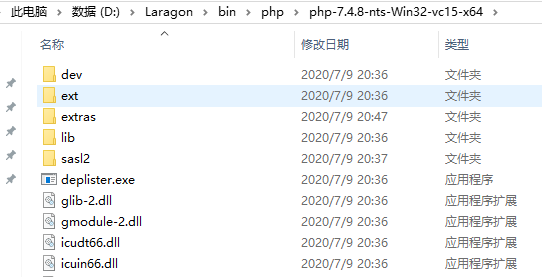 此电脑 > 数据 (D:) > Laragon > bin > php > php-7.4.8-nts-Win32-vc15-x64 >
名称 修改日期 类型
dev 2020/7/9 20:36 文件夹
ext 2020/7/9 20:36 文件夹
extras 2020/7/9 20:47 文件夹
lib 2020/7/9 20:36 文件夹
sasl2 2020/7/9 20:37 文件夹
deplister.exe 2020/7/9 20:36 应用程序
glib-2.dll 2020/7/9 20:36 应用程序扩展
gmodule-2.dll 2020/7/9 20:36 应用程序扩展
icudt66.dll 2020/7/9 20:36 应用程序扩展
icuin66.dll 2020/7/9 20:36 应用程序扩展